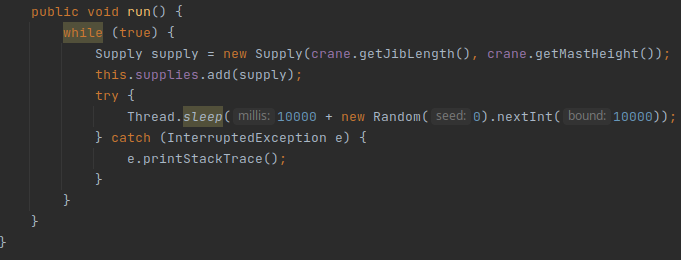 public void run() {
while (true) {
Supply supply = new Supply(crane.getJibLength(), crane.getMastHeight());
this.supplies.add(supply);
try {
Thread.sleep( millis: 10000 + new Random( seed: 0).nextInt( bound: 10000));
} catch (InterruptedException e) {
e.printStackTrace();
}
}
}
}